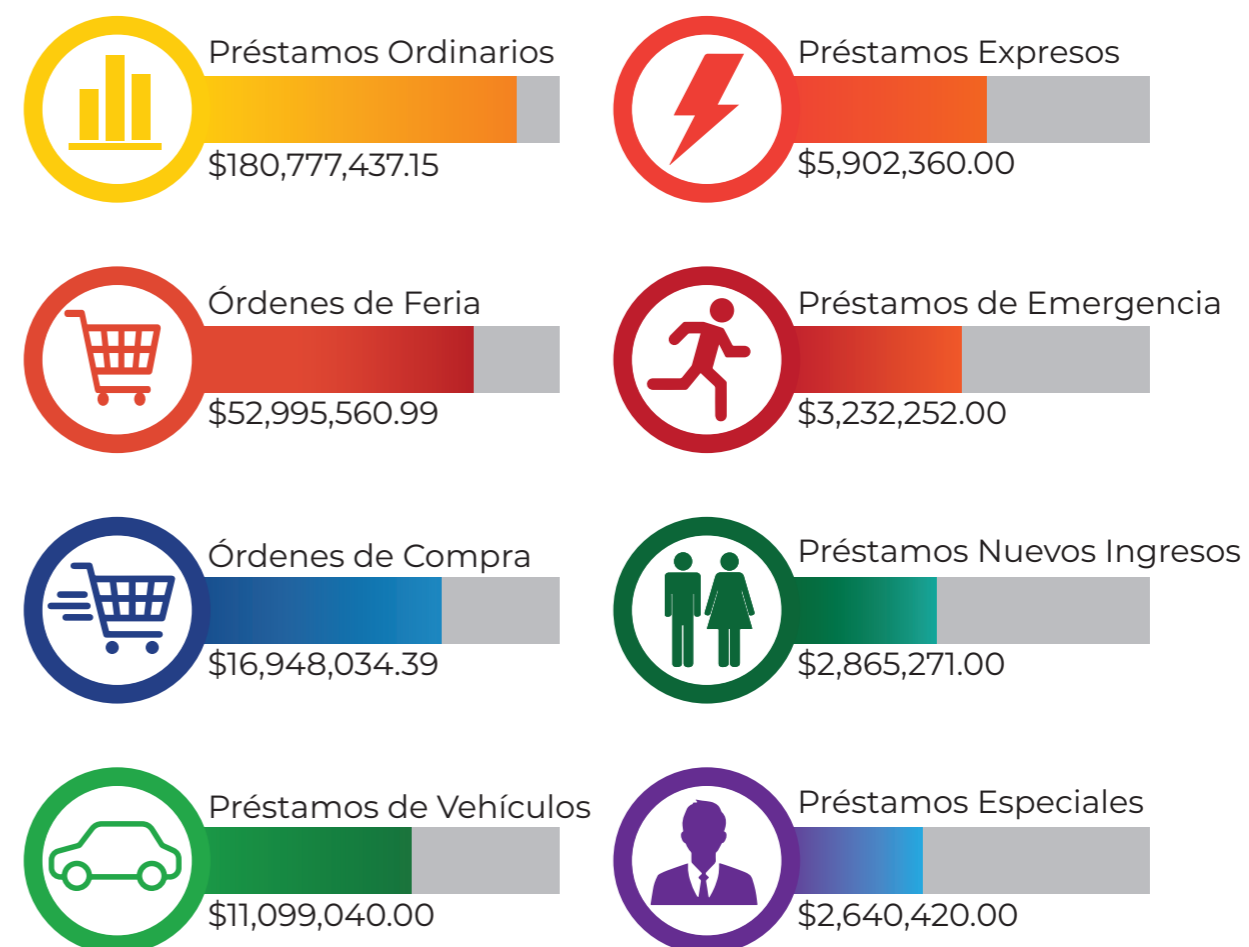 Préstamos Ordinarios
$180,777,437.15
Préstamos Expresos
$5,902,360.00
Órdenes de Feria
$52,995,560.99
Préstamos de Emergencia
$3,232,252.00
Órdenes de Compra
$16,948,034.39
Préstamos Nuevos Ingresos
$2,865,271.00
Préstamos de Vehículos
$11,099,040.00
Préstamos Especiales
$2,640,420.00